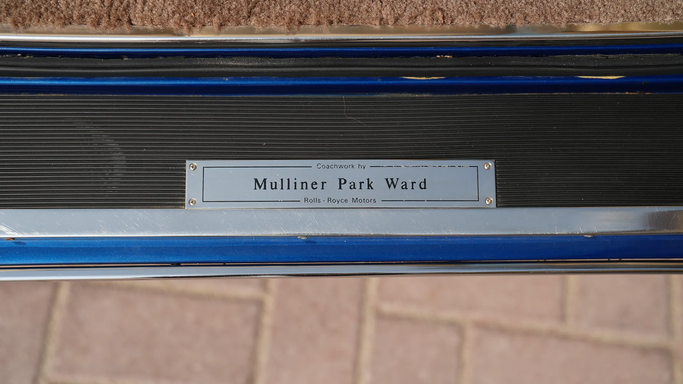 Coachwork by
Mulliner Park Ward
Rolls-Royce Motors